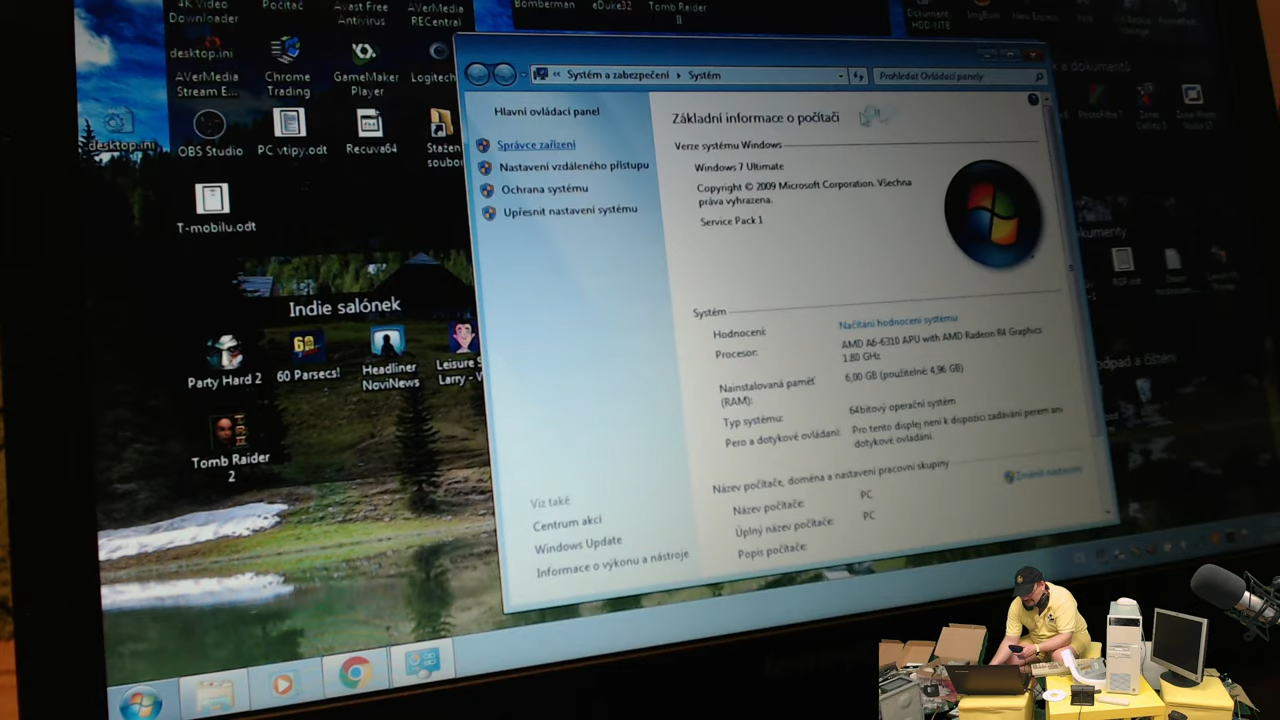 4K Video
Downloader
Počítač
Avast Free
Antivirus
AVerMedia
RECentral
Bomberman
eDuke32
Tomb Raider
II
desktop.ini
AVerMedia
Stream E...
Chrome
Trading
GameMaker
Player
Logitech
desktop.ini
OBS Studio
PC vtipy.odt
Recuva64
Stažen
soubor
T-mobilu.odt
Indie salónek
Party Hard 2
60 Parsecs!
Headliner
NoviNews
Leisure S
Larry - V
Tomb Raider
2
« Systém a zabezpečení ▸ Systém
Prohledat Ovládací panely
Hlavní ovládací panel
Správce zařízení
Nastavení vzdáleného přístupu
Ochrana systému
Upřesnit nastavení systému
Viz také
Centrum akcí
Windows Update
Informace o výkonu a nástroje
Základní informace o počítači
Verze systému Windows
Windows 7 Ultimate
Copyright © 2009 Microsoft Corporation. Všechna
práva vyhrazena.
Service Pack 1
Systém
Hodnocení: Načítání hodnocení systému
Procesor: AMD A6-6310 APU with AMD Radeon R4 Graphics
1.80 GHz
Nainstalovaná paměť
(RAM): 6,00 GB (použitelné: 4,96 GB)
Typ systému: 64bitový operační systém
Pero a dotykové ovládání: Pro tento displej není k dispozici zadávání perem ani
dotykové ovládání.
Název počítače, doména a nastavení pracovní skupiny
Změnit nastavení
Název počítače: PC
Úplný název počítače: PC
Popis počítače: